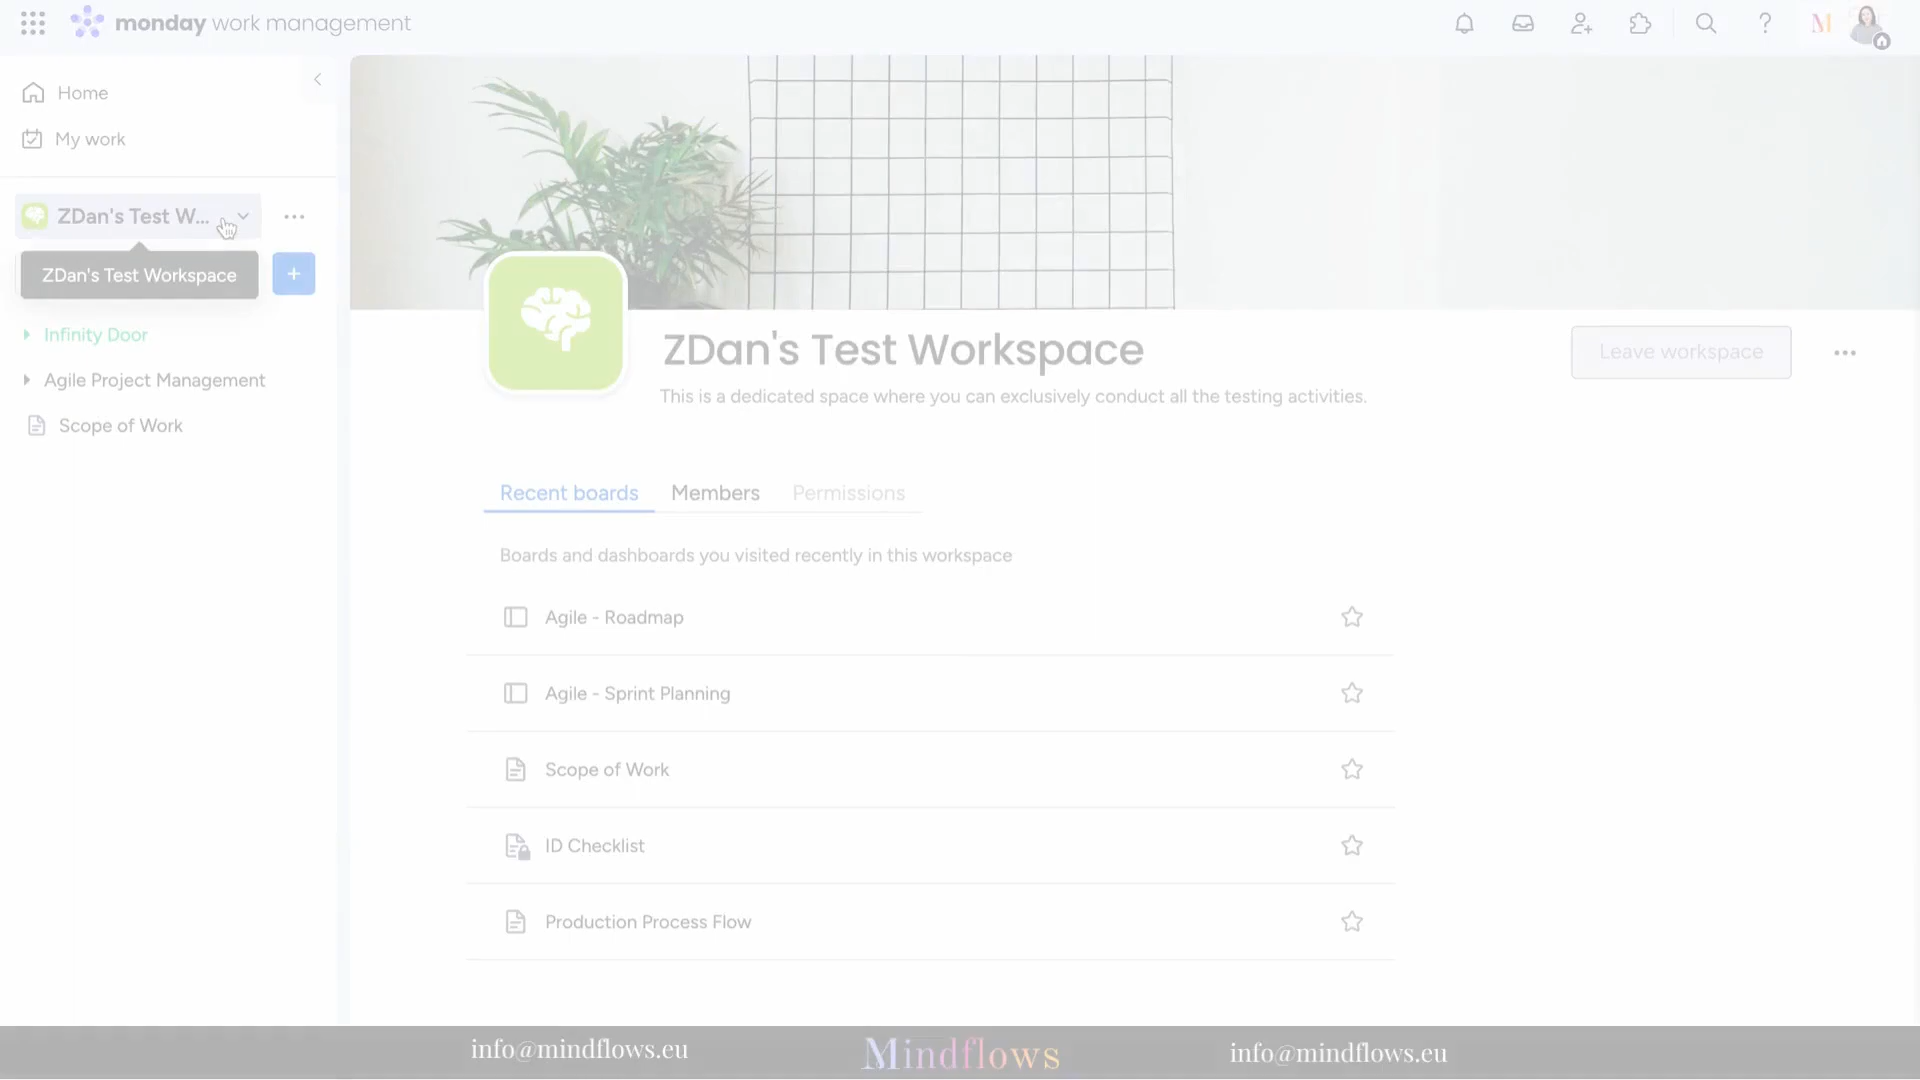 monday work management
M
Home
My work
ZDan's Test W...
ZDan's Test Workspace
Infinity Door
Agile Project Management
Scope of Work
ZDan's Test Workspace
Leave workspace
This is a dedicated space where you can exclusively conduct all the testing activities.
Recent boards Members Permissions
Boards and dashboards you visited recently in this workspace
Agile - Roadmap
Agile - Sprint Planning
Scope of Work
ID Checklist
Production Process Flow
info@mindflows.eu Mindflows info@mindflows.eu